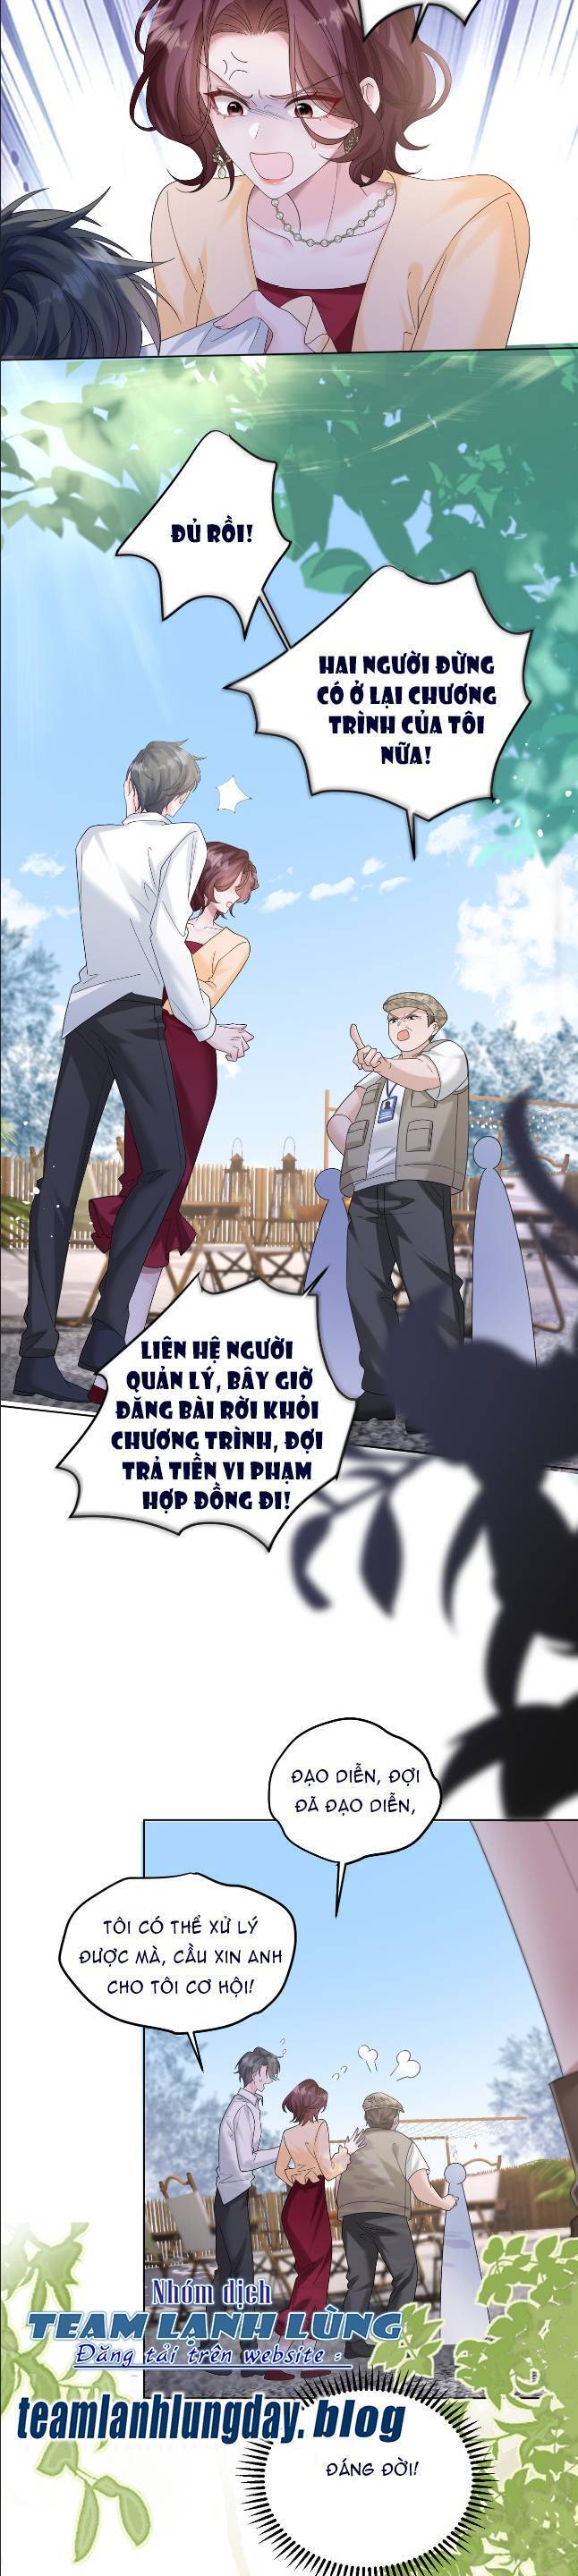 ĐỦ RỒI!
HAI NGƯỜI ĐỪNG
CÓ Ở LẠI CHƯƠNG
TRÌNH CỦA TÔI
NỮA!
LIÊN HỆ NGƯỜI
QUẢN LÝ, BÂY GIỜ
ĐĂNG BÀI RỜI KHỎI
CHƯƠNG TRÌNH, ĐỢI
TRẢ TIỀN VI PHẠM
HỢP ĐỒNG ĐI!
ĐẠO DIỄN, ĐỢI
ĐÃ ĐẠO DIỄN,
TÔI CÓ THỂ XỬ LÝ
ĐƯỢC MÀ, CẦU XIN ANH
CHO TÔI CƠ HỘI!
Nhóm dịch
TEAM LẠNH LÙNG
Đăng tải trên website :
teamlanhlungday. blog
ĐÁNG ĐỜI!